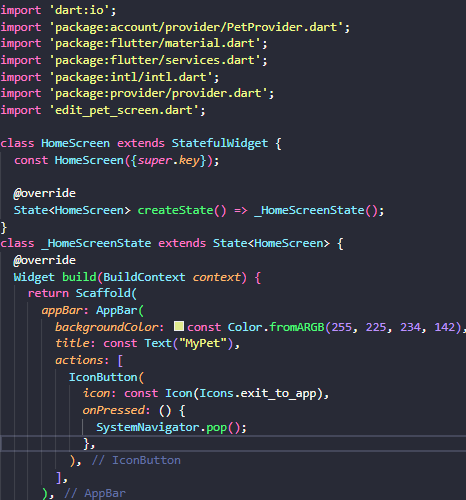 import 'dart:io';
import 'package:account/provider/PetProvider.dart';
import 'package:flutter/material.dart';
import 'package:flutter/services.dart';
import 'package:intl/intl.dart';
import 'package:provider/provider.dart';
import 'edit_pet_screen.dart';

class HomeScreen extends StatefulWidget {
  const HomeScreen({super.key});

  @override
  State<HomeScreen> createState() => _HomeScreenState();
}
class _HomeScreenState extends State<HomeScreen> {
  @override
  Widget build(BuildContext context) {
    return Scaffold(
      appBar: AppBar(
        backgroundColor: const Color.fromARGB(255, 225, 234, 142),
        title: const Text("MyPet"),
        actions: [
          IconButton(
            icon: const Icon(Icons.exit_to_app),
            onPressed: () {
              SystemNavigator.pop();
            },
          ), // IconButton
        ],
      ), // AppBar